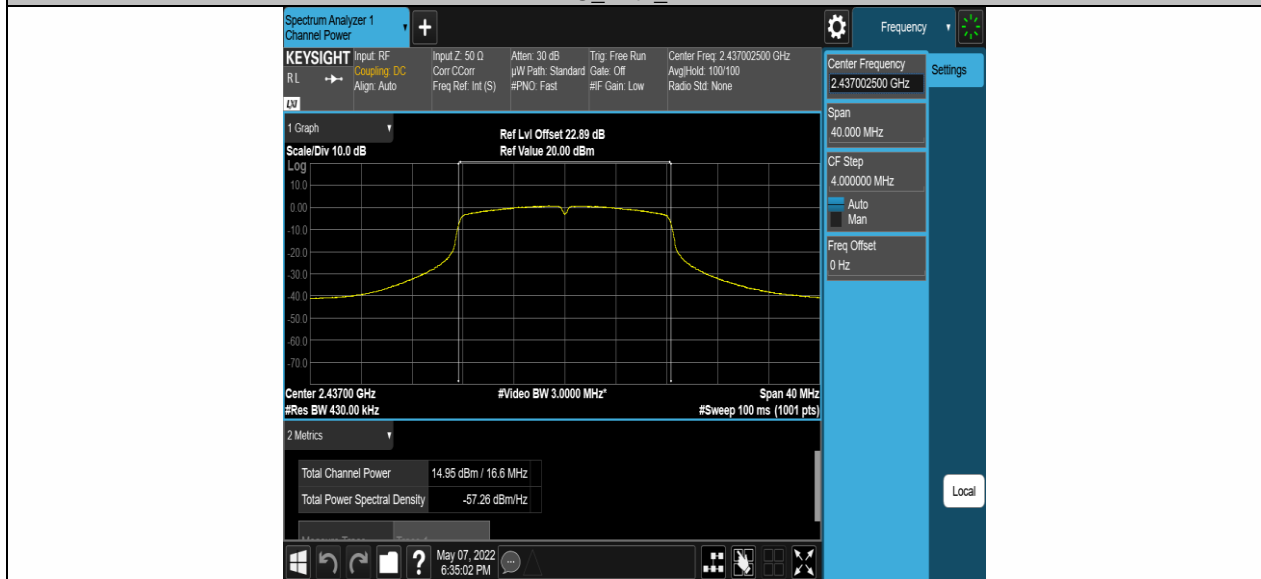 Spectrum Analyzer 1
Channel Power
+
Frequency
KEYSIGHT
RL
LXI
Input: RF
Coupling: DC
Align: Auto
Input Z: 50 Ω
Corr CCorr
Freq Ref: Int (S)
Atten: 30 dB
µW Path: Standard
#PNO: Fast
Trig: Free Run
Gate: Off
#IF Gain: Low
Center Freq: 2.437002500 GHz
Avg|Hold: 100/100
Radio Std: None
Center Frequency
2.437002500 GHz
Settings
Span
40.000 MHz
CF Step
4.000000 MHz
Auto
Man
Freq Offset
0 Hz
Local
1 Graph
Scale/Div 10.0 dB
Ref Lvl Offset 22.89 dB
Ref Value 20.00 dBm
Log
10.0
0.00
-10.0
-20.0
-30.0
-40.0
-50.0
-60.0
-70.0
Center 2.43700 GHz
#Video BW 3.0000 MHz*
Span 40 MHz
#Res BW 430.00 kHz
#Sweep 100 ms (1001 pts)
2 Metrics
Total Channel Power 14.95 dBm / 16.6 MHz
Total Power Spectral Density -57.26 dBm/Hz
?
May 07, 2022
6:35:02 PM